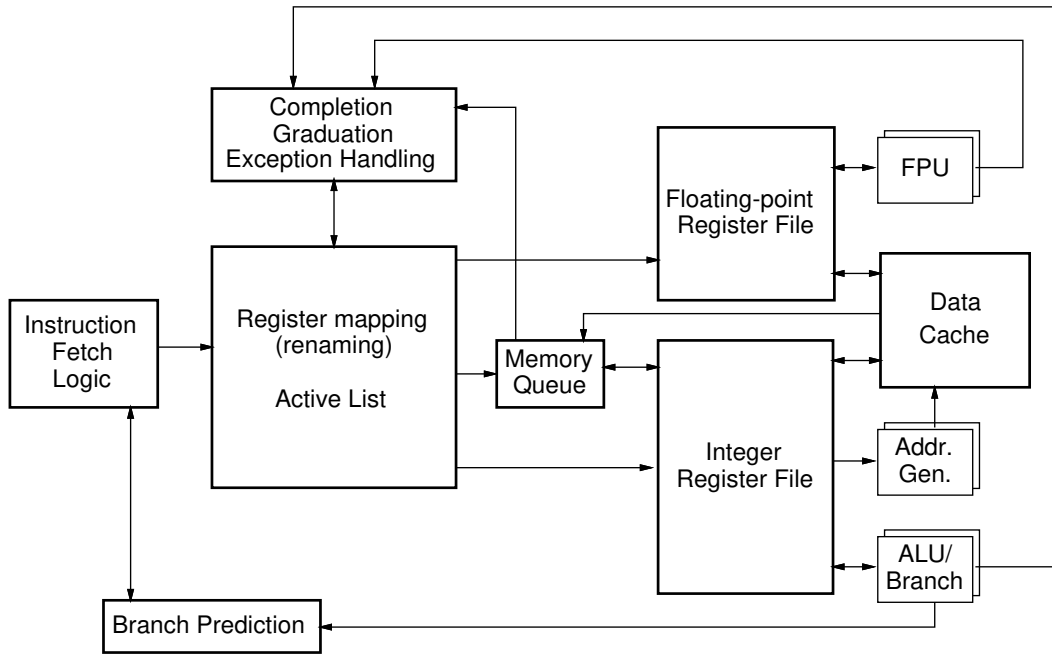 Completion
Graduation
Exception Handling
FPU
Floating-point
Register File
Data
Cache
Instruction
Fetch
Logic
Register mapping
(renaming)
Active List
Memory
Queue
Integer
Register File
Addr.
Gen.
ALU/
Branch
Branch Prediction